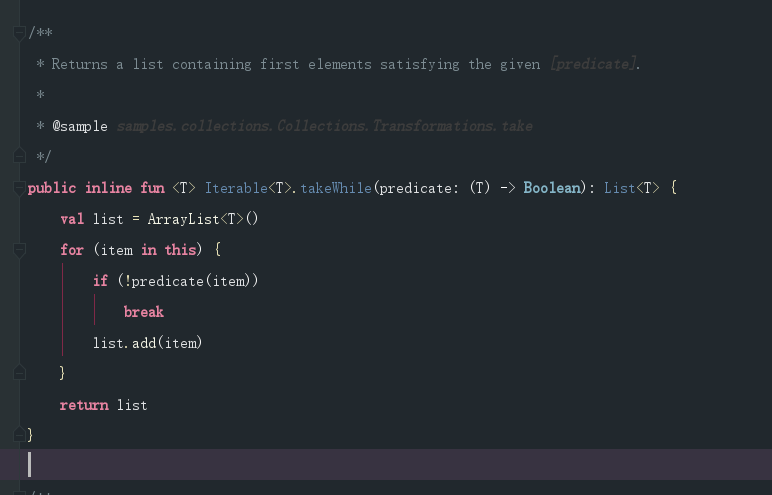 /**
 * Returns a list containing first elements satisfying the given [predicate].
 *
 * @sample samples.collections.Collections.Transformations.take
 */
public inline fun <T> Iterable<T>.takeWhile(predicate: (T) -> Boolean): List<T> {
    val list = ArrayList<T>()
    for (item in this) {
        if (!predicate(item))
            break
        list.add(item)
    }
    return list
}
/**